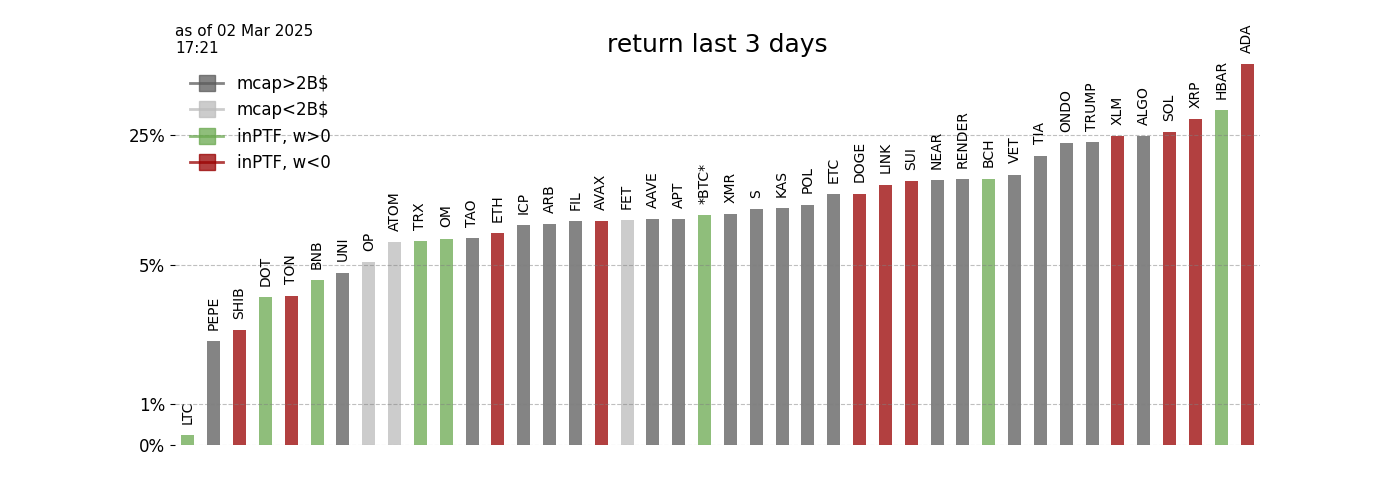 as of 02 Mar 2025
17:21
return last 3 days
mcap>2B$
mcap<2B$
inPTF, w>0
inPTF, w<0
25%
5%
1%
0%
LTC
PEPE
SHIB
DOT
TON
BNB
UNI
OP
ATOM
TRX
OM
TAO
ETH
ICP
ARB
FIL
AVAX
FET
AAVE
APT
*BTC*
XMR
S
KAS
POL
ETC
DOGE
LINK
SUI
NEAR
RENDER
BCH
VET
TIA
ONDO
TRUMP
XLM
ALGO
SOL
XRP
HBAR
ADA